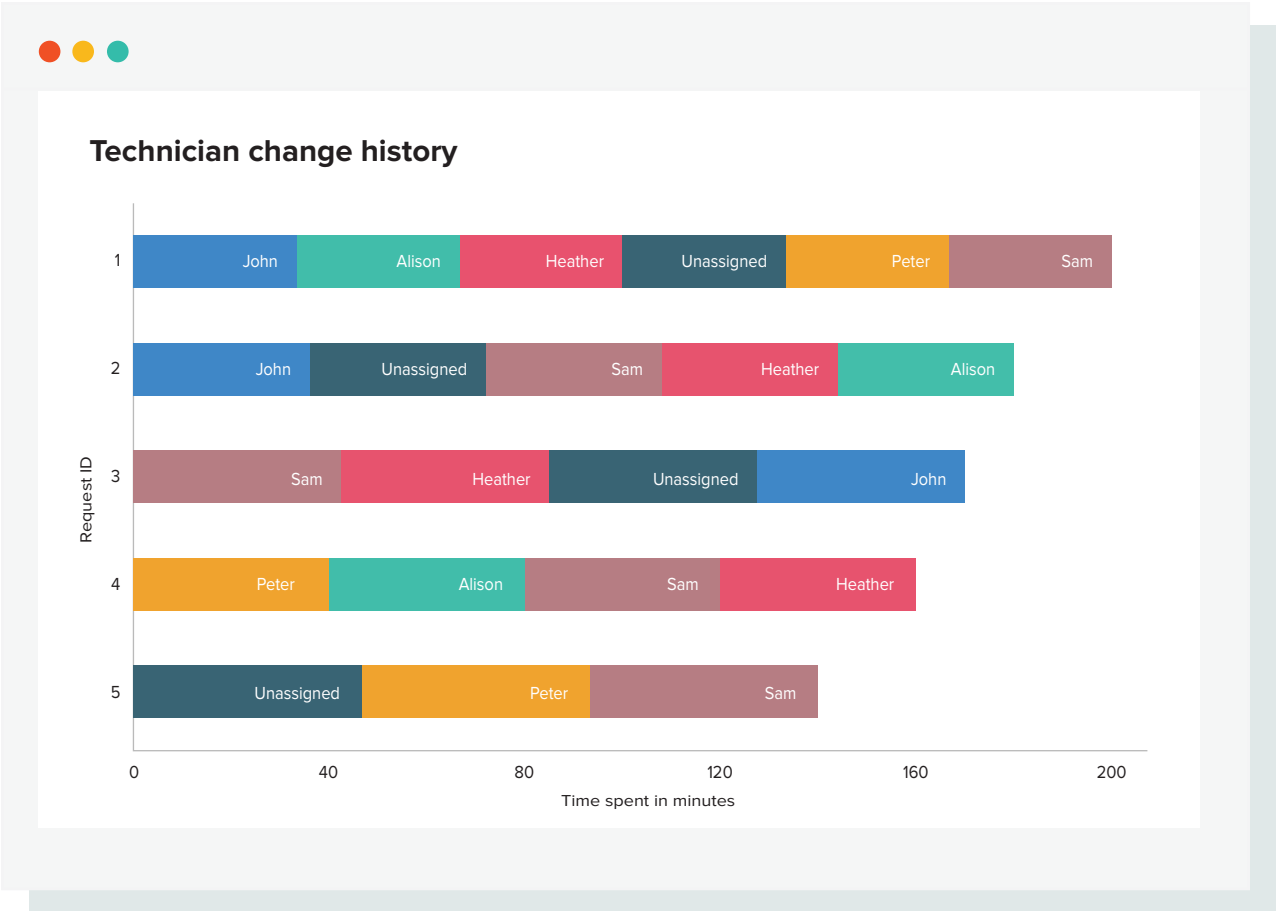 Technician change history
1 John Alison Heather Unassigned Peter Sam
2 John Unassigned Sam Heather Alison
Request ID
3 Sam Heather Unassigned John
4 Peter Alison Sam Heather
5 Unassigned Peter Sam
0 40 80 120 160 200
Time spent in minutes